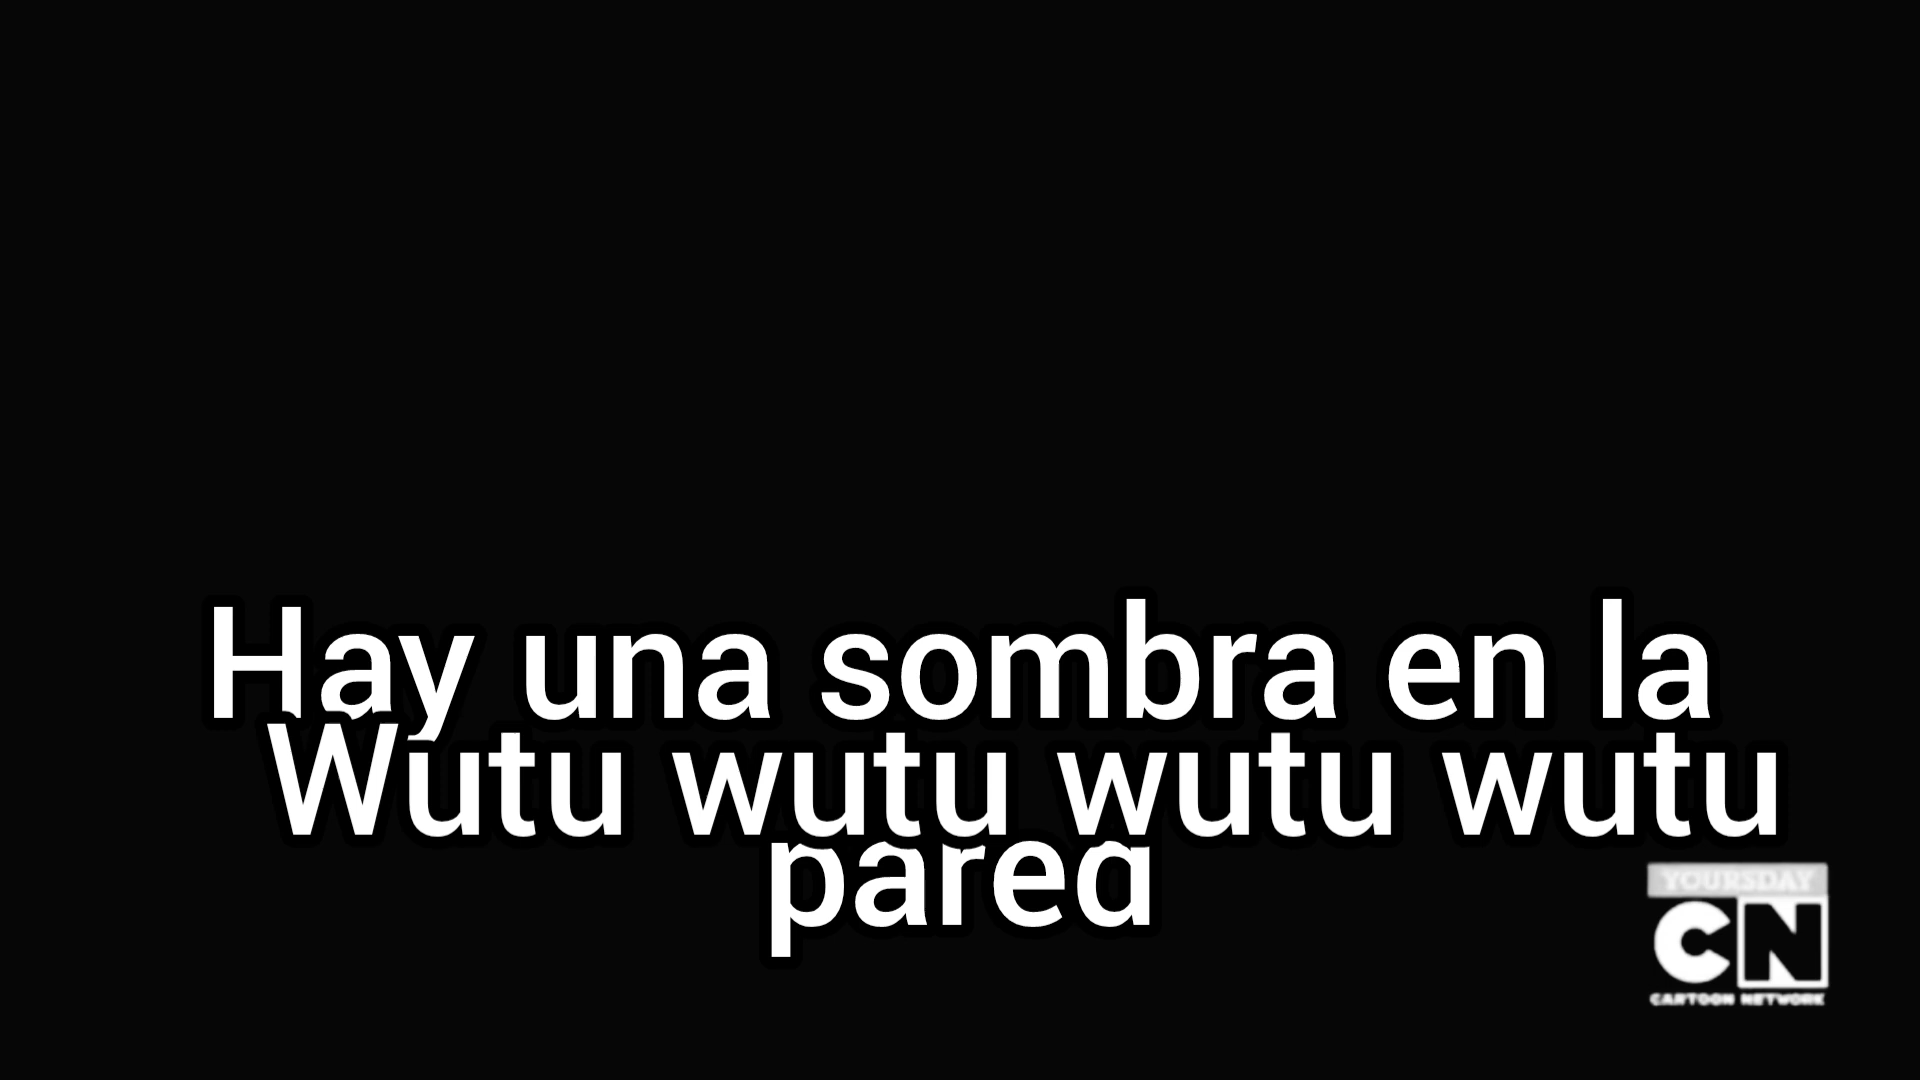 Hay una sombra en la
Wutu wutu wutu wutu
pared
YOURSDAY
CN
CARTOON NETWORK